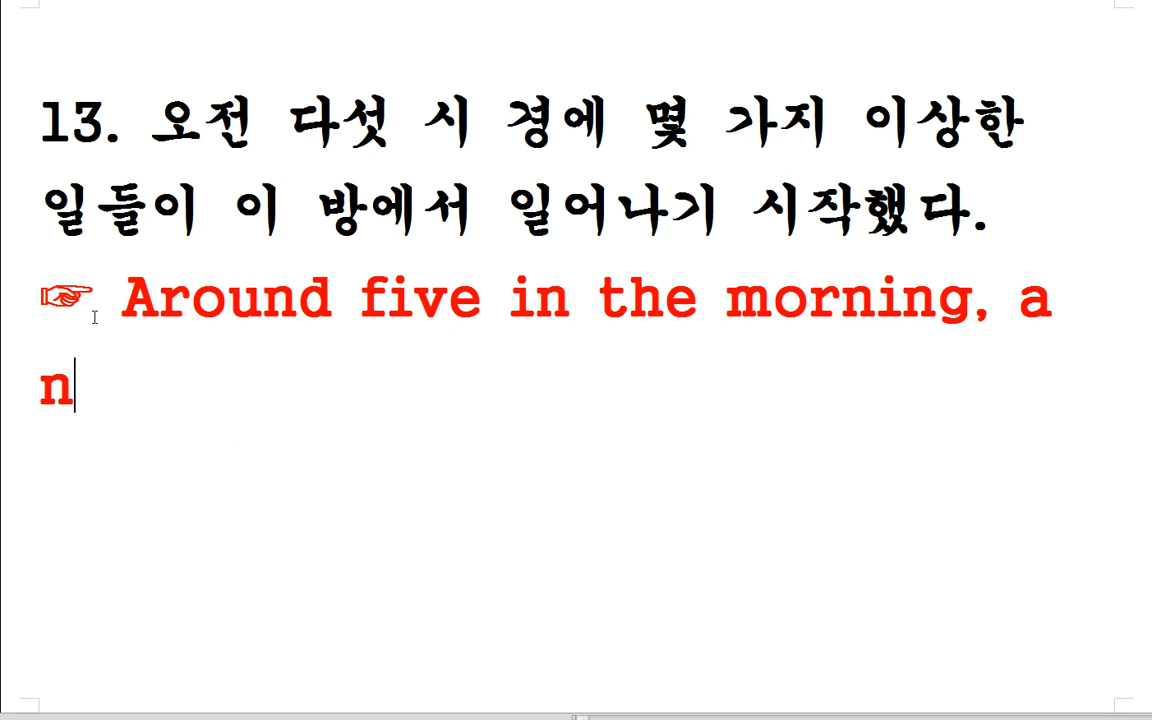 13. 오전 다섯 시 경에 몇 가지 이상한
일들이 이 방에서 일어나기 시작했다.
☞ Around five in the morning, a
n